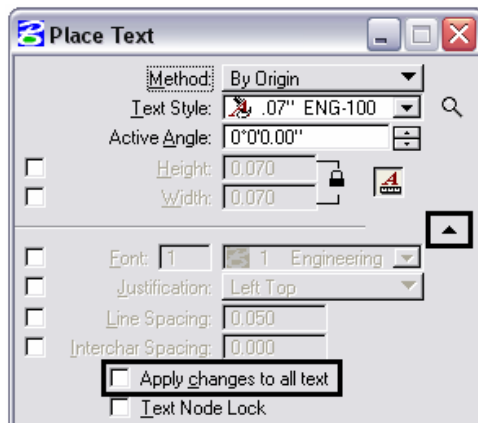 Place Text
Method: By Origin
Text Style: .07" ENG-100
Active Angle: 0°0'0.00"
Height: 0.070
Width: 0.070
Font: 1 1 Engineering
Justification: Left Top
Line Spacing: 0.050
Interchar Spacing: 0.000
Apply changes to all text
Text Node Lock